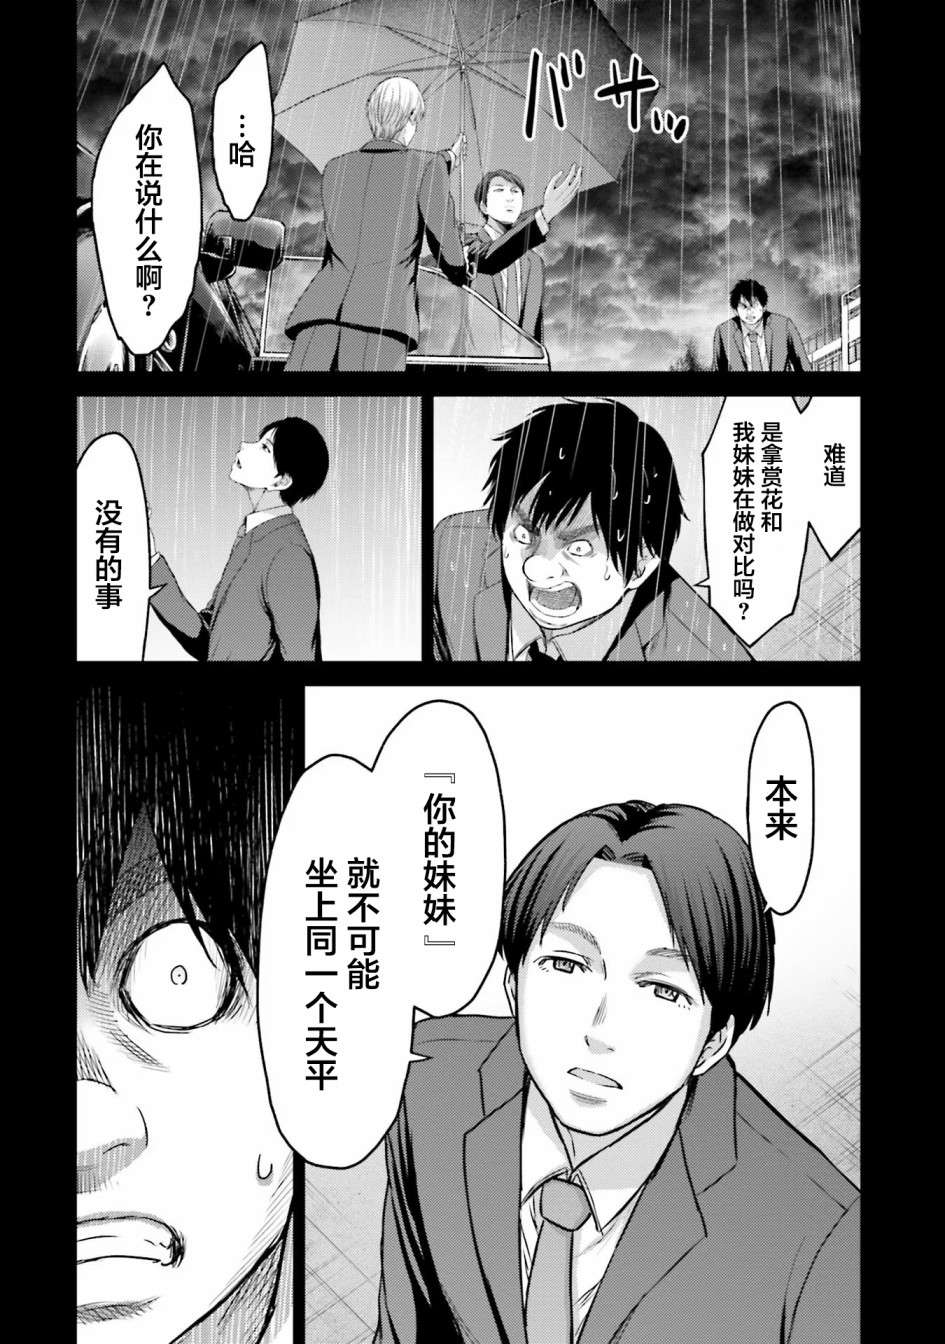 バサ…
…哈
你在说什么啊？
难道
是拿赏花和
我妹妹在做对比吗？
没有的事
本来
『你的妹妹』
就不可能
坐上同一个天平